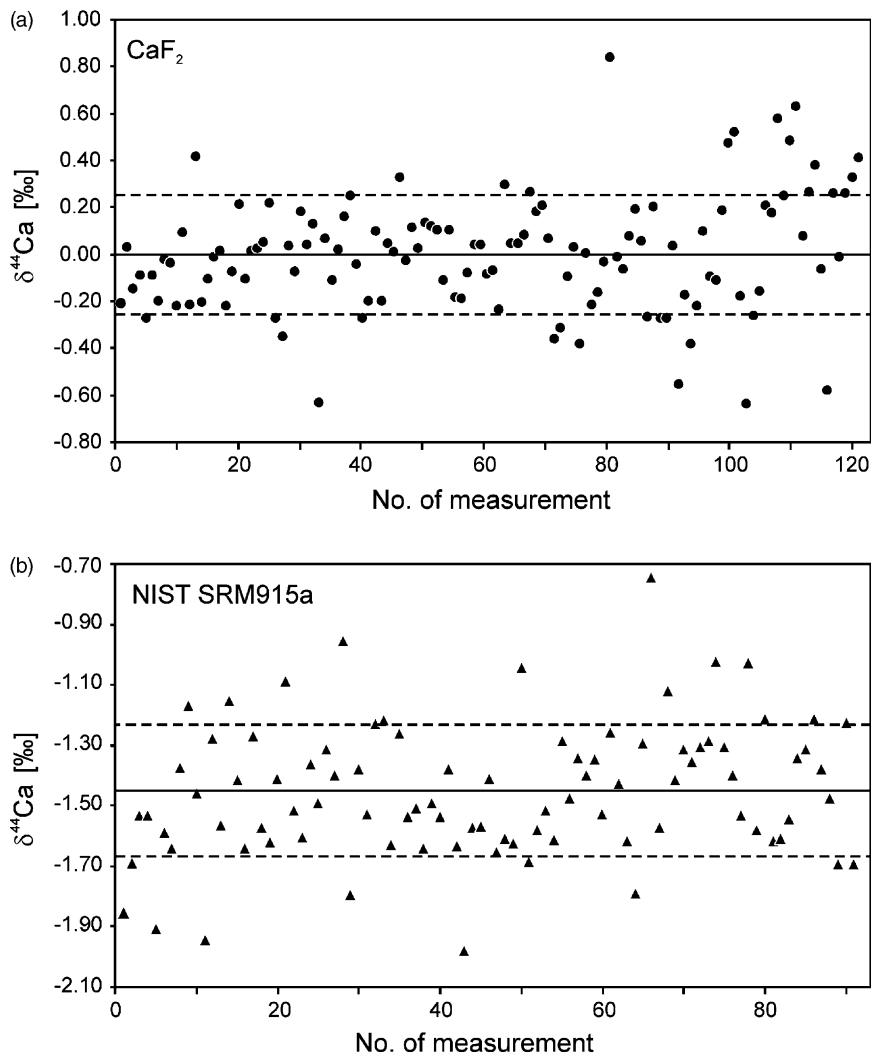 (a)
CaF₂
δ⁴⁴Ca [‰]
1.00
0.80
0.60
0.40
0.20
0.00
-0.20
-0.40
-0.60
-0.80
0 20 40 60 80 100 120
No. of measurement
(b)
NIST SRM915a
δ⁴⁴Ca [‰]
-0.70
-0.90
-1.10
-1.30
-1.50
-1.70
-1.90
-2.10
0 20 40 60 80
No. of measurement